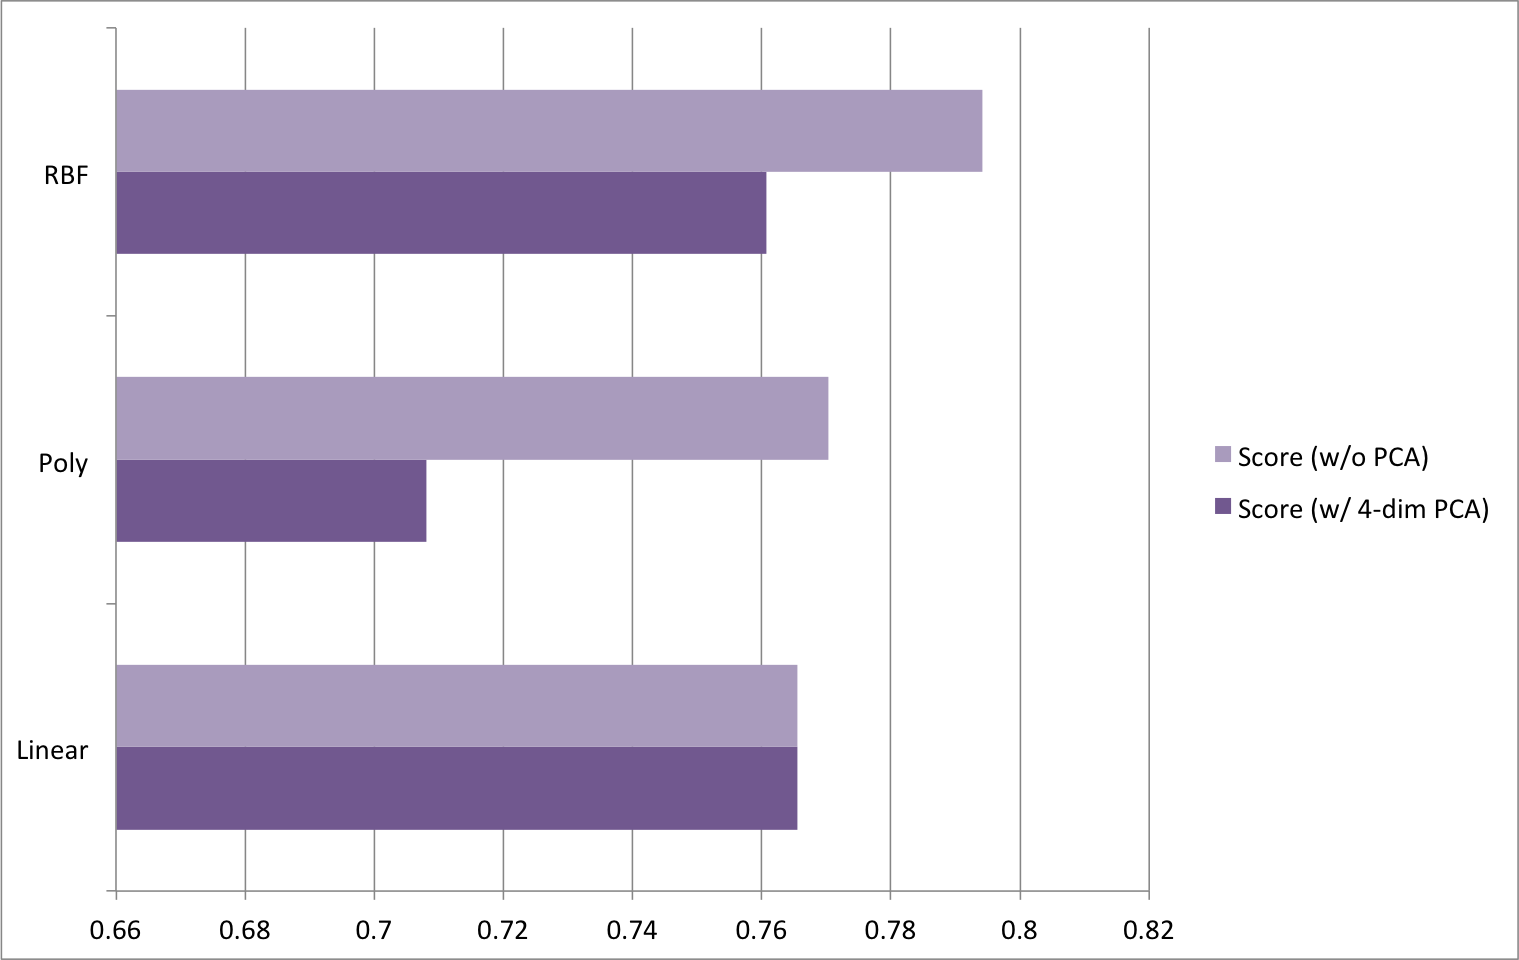 RBF
Poly
Linear
Score (w/o PCA)
Score (w/ 4-dim PCA)
0.66 0.68 0.7 0.72 0.74 0.76 0.78 0.8 0.82